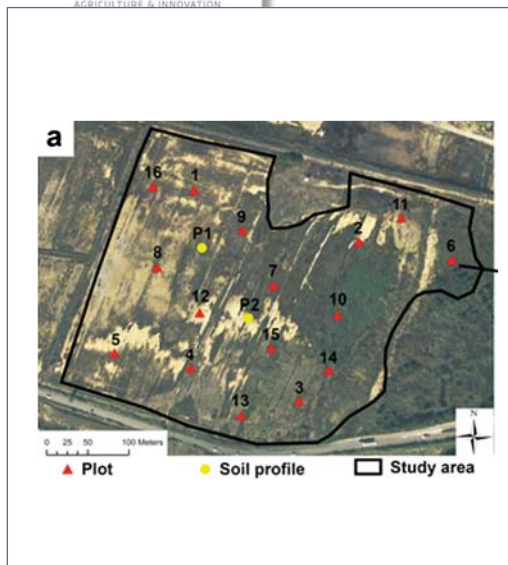 AGRICULTURE & INNOVATION
a
16
1
11
9
2
P1
6
8
7
12
P2
10
15
5
4
14
3
13
N
0 25 50 100 Meters
Plot
Soil profile
Study area